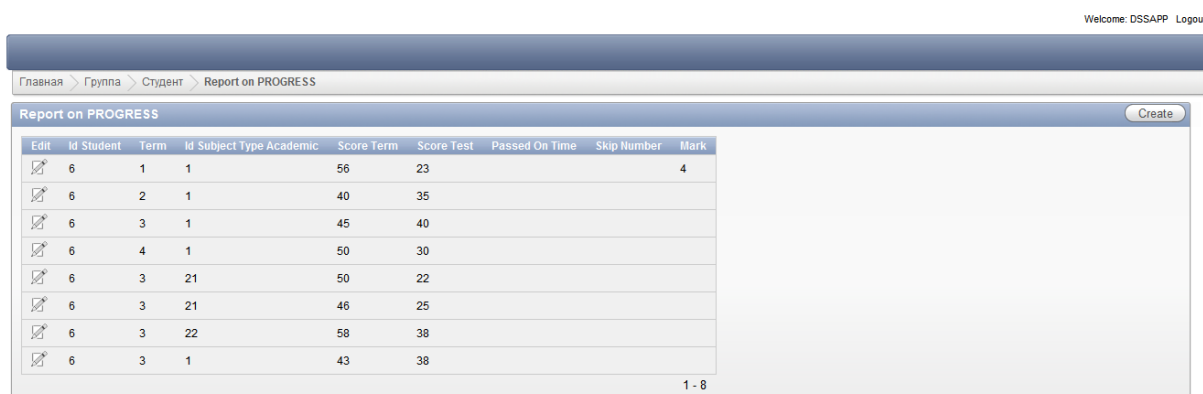 Welcome: DSSAPP Logou
Главная Группа Студент Report on PROGRESS
Report on PROGRESS Create
Edit Id Student Term Id Subject Type Academic Score Term Score Test Passed On Time Skip Number Mark
6 1 1 56 23 4
6 2 1 40 35
6 3 1 45 40
6 4 1 50 30
6 3 21 50 22
6 3 21 46 25
6 3 22 58 38
6 3 1 43 38
1 - 8